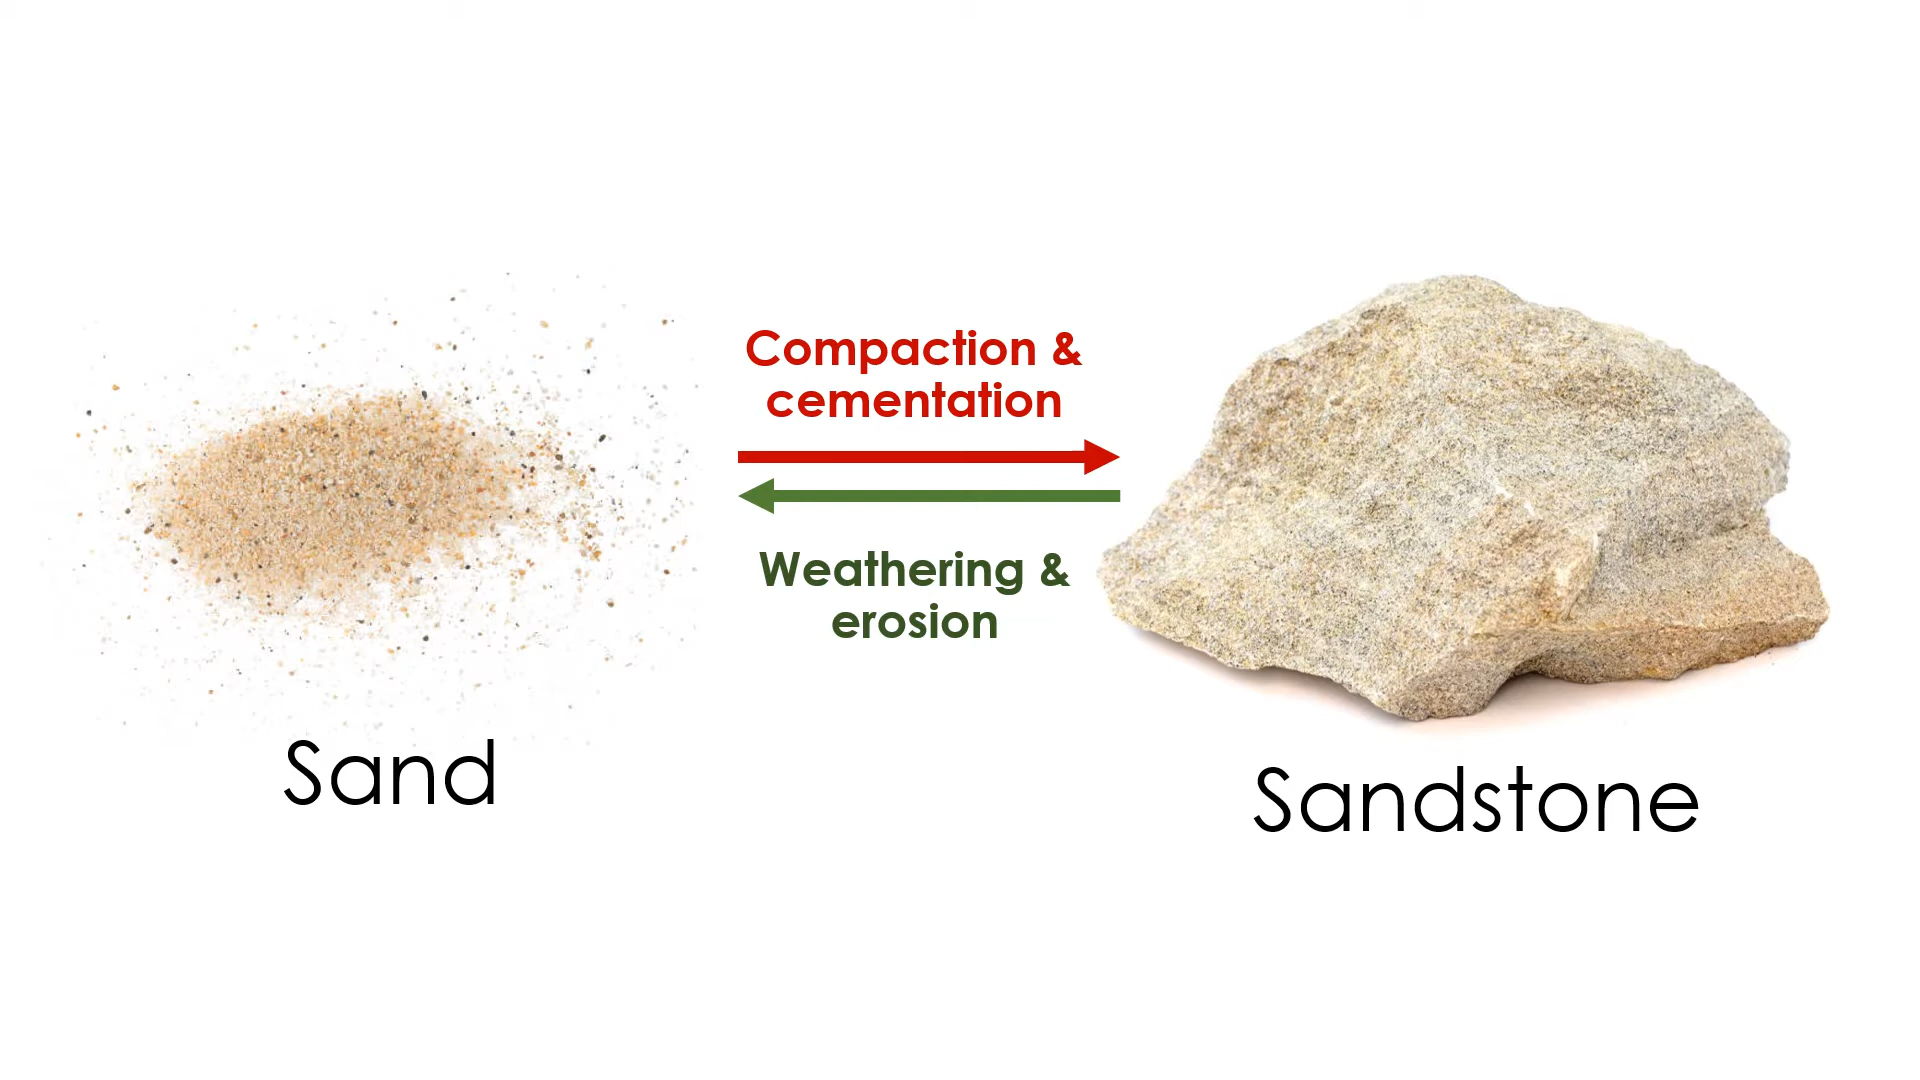 Compaction &
cementation
Weathering &
erosion
Sand
Sandstone